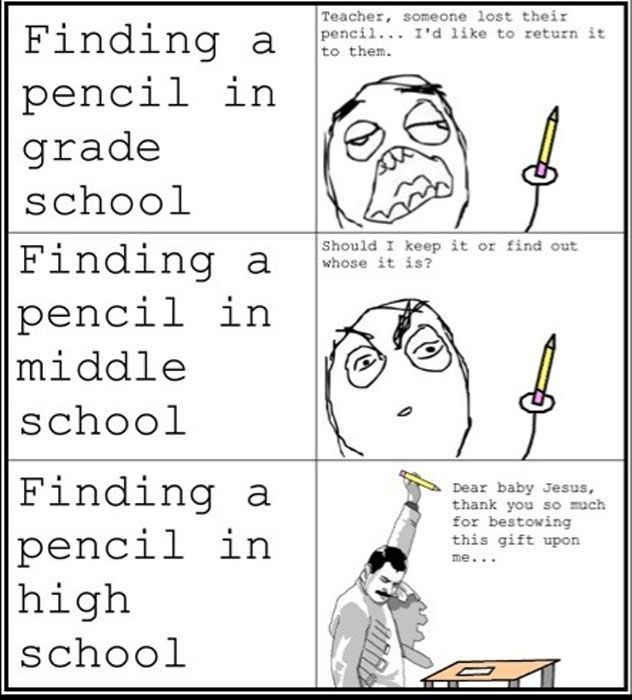 Finding a
pencil in
grade
school
Teacher, someone lost their
pencil... I'd like to return it
to them.
Finding a
pencil in
middle
school
Should I keep it or find out
whose it is?
Finding a
pencil in
high
school
Dear baby Jesus,
thank you so much
for bestowing
this gift upon
me...